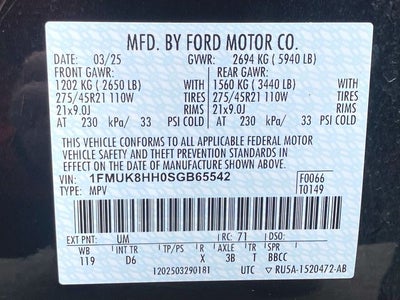 MFD. BY FORD MOTOR CO.
DATE: 03/25 GVWR: 2694 KG ( 5940 LB)
FRONT GAWR: REAR GAWR:
1202 KG ( 2650 LB) WITH 1560 KG ( 3440 LB) WITH
275/45R21 110W TIRES 275/45R21 110W TIRES
21x9.0J RIMS 21x9.0J RIMS
AT 230 kPa/ 33 PSI COLD AT 230 kPa/ 33 PSI COLD
THIS VEHICLE CONFORMS TO ALL APPLICABLE FEDERAL MOTOR
VEHICLE SAFETY AND THEFT PREVENTION STANDARDS IN
EFFECT ON THE DATE OF MANUFACTURE SHOWN ABOVE.
VIN: 1FMUK8HH0SGB65542 F0066
TYPE: MPV T0149
EXT PNT: UM RC: 71 DSO:
WB BRK INT TR TP/PS R AXLE TR SPR
119 D6 X 3B T BBCC
1202503290181 UTC RU5A-1520472-AB